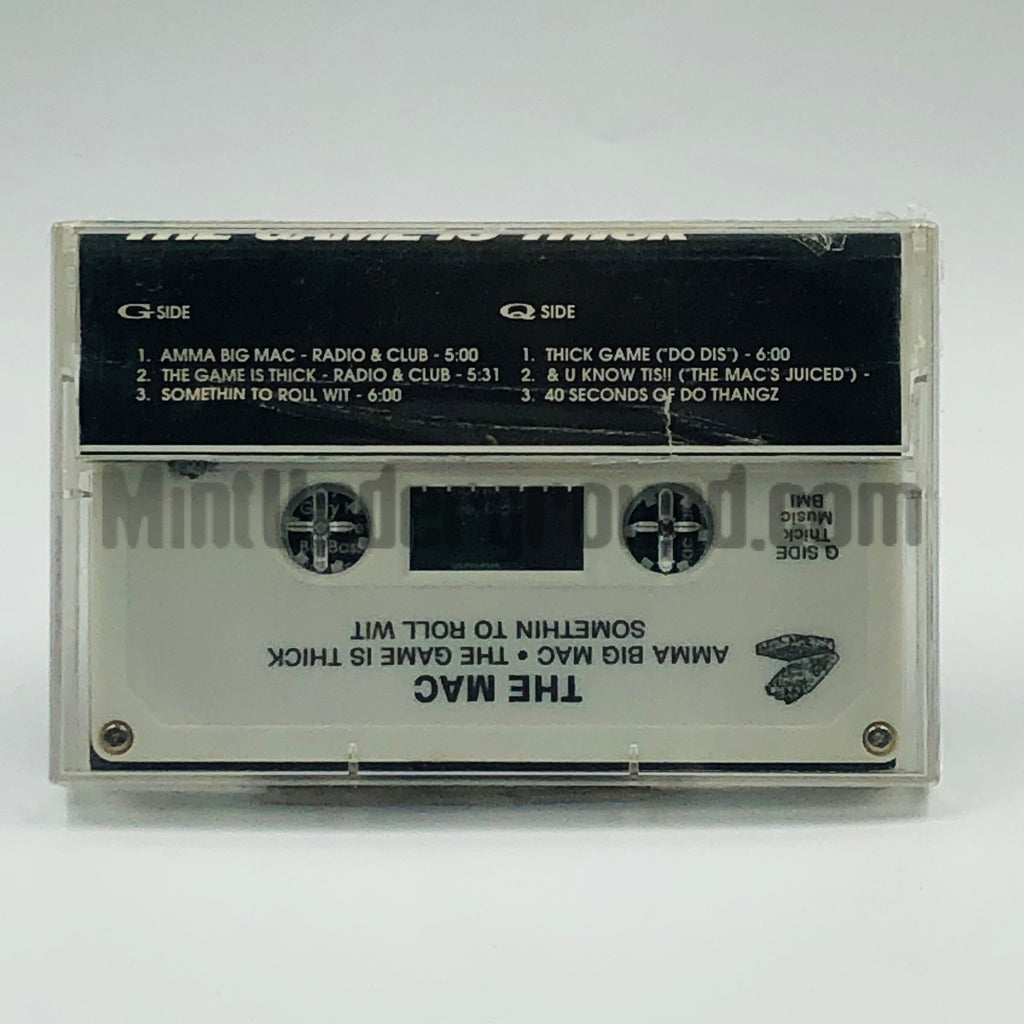 THE GAME IS THICK
G SIDE
1. AMMA BIG MAC - RADIO & CLUB - 5:00
2. THE GAME IS THICK - RADIO & CLUB - 5:31
3. SOMETHIN TO ROLL WIT - 6:00
Q SIDE
1. THICK GAME ("DO DIS") - 6:00
2. & U KNOW TIS!! ("THE MAC'S JUICED") -
3. 40 SECONDS OF DO THANGZ
MintUnderground.com
THE MAC
AMMA BIG MAC • THE GAME IS THICK
SOMETHIN TO ROLL WIT
Q SIDE
Thick
Music
BMI